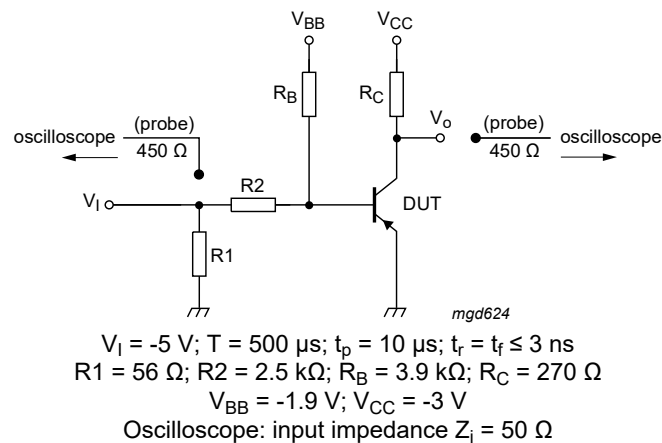 V_BB V_CC
R_B R_C
(probe) V_o (probe)
oscilloscope oscilloscope
450 Ω 450 Ω
R2
V_I DUT
R1
mgd624
V_I = -5 V; T = 500 µs; t_p = 10 µs; t_r = t_f ≤ 3 ns
R1 = 56 Ω; R2 = 2.5 kΩ; R_B = 3.9 kΩ; R_C = 270 Ω
V_BB = -1.9 V; V_CC = -3 V
Oscilloscope: input impedance Z_i = 50 Ω